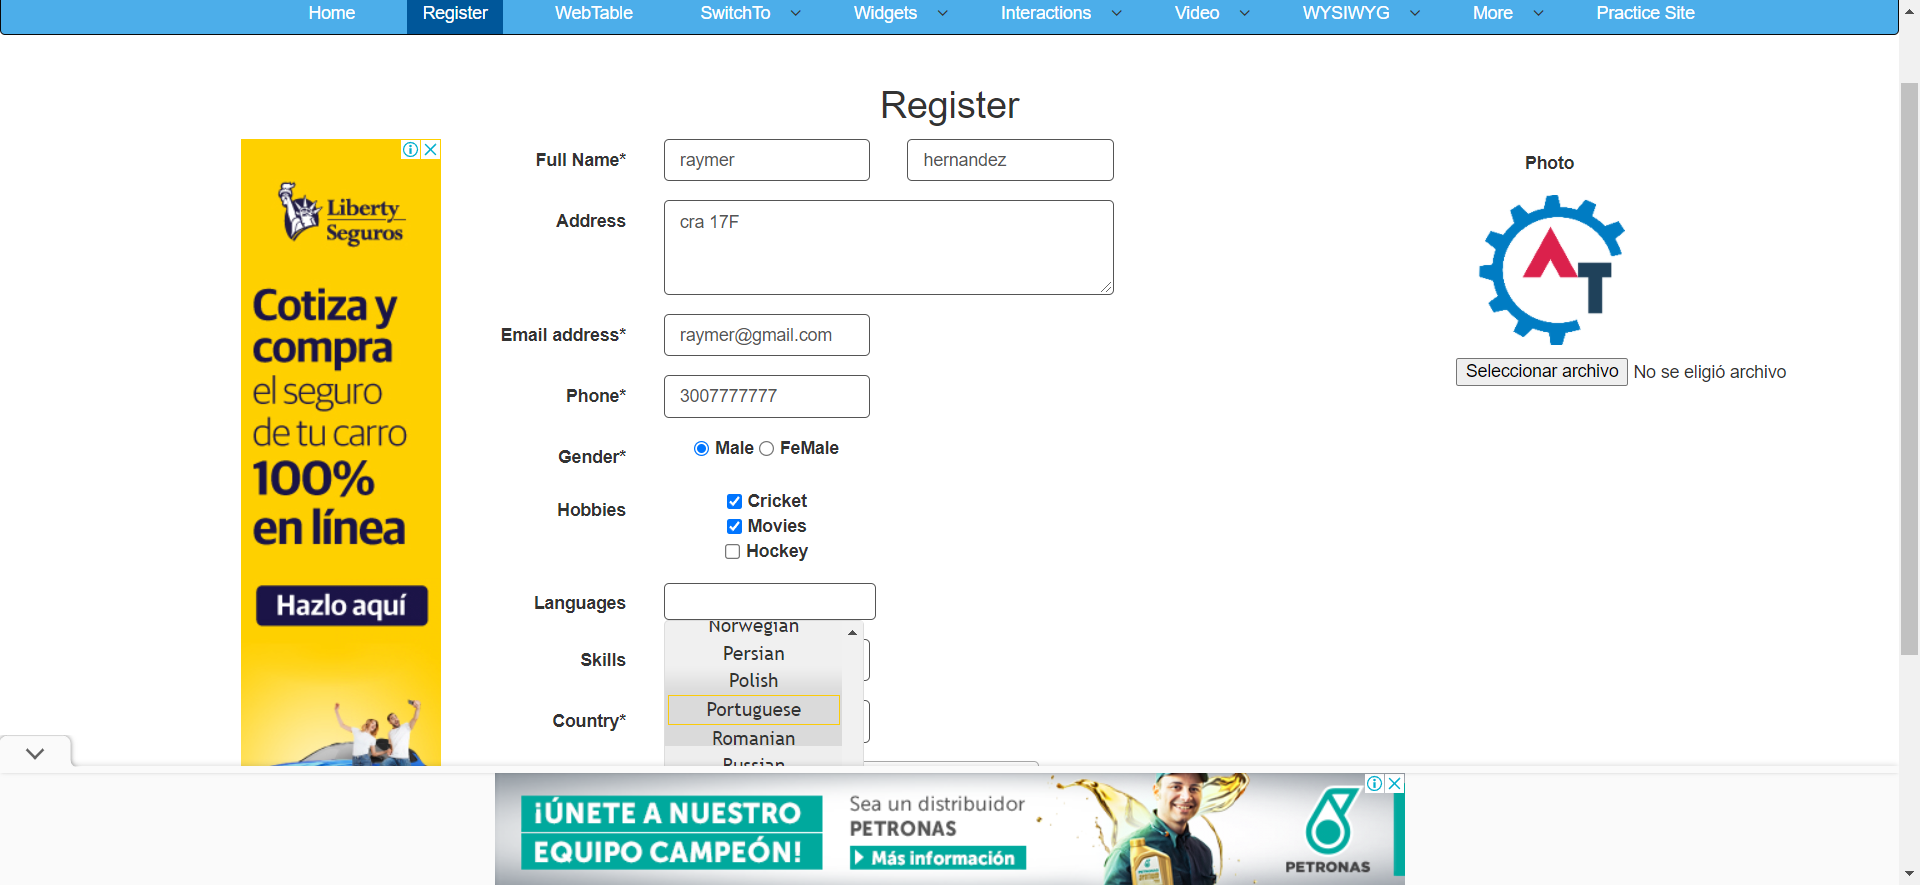 Home Register WebTable SwitchTo Widgets Interactions Video WYSIWYG More Practice Site
Register
Full Name* raymer hernandez
Photo
Address cra 17F
AT
Email address* raymer@gmail.com
Seleccionar archivo No se eligió archivo
Phone* 3007777777
Gender* Male FeMale
Hobbies Cricket
Movies
Hockey
Languages
Norwegian
Persian
Skills
Polish
Portuguese
Country*
Romanian
Russian
Liberty
Seguros
Cotiza y
compra
el seguro
de tu carro
100%
en línea
Hazlo aquí
¡ÚNETE A NUESTRO
EQUIPO CAMPEÓN!
Sea un distribuidor
PETRONAS
Más información
PETRONAS